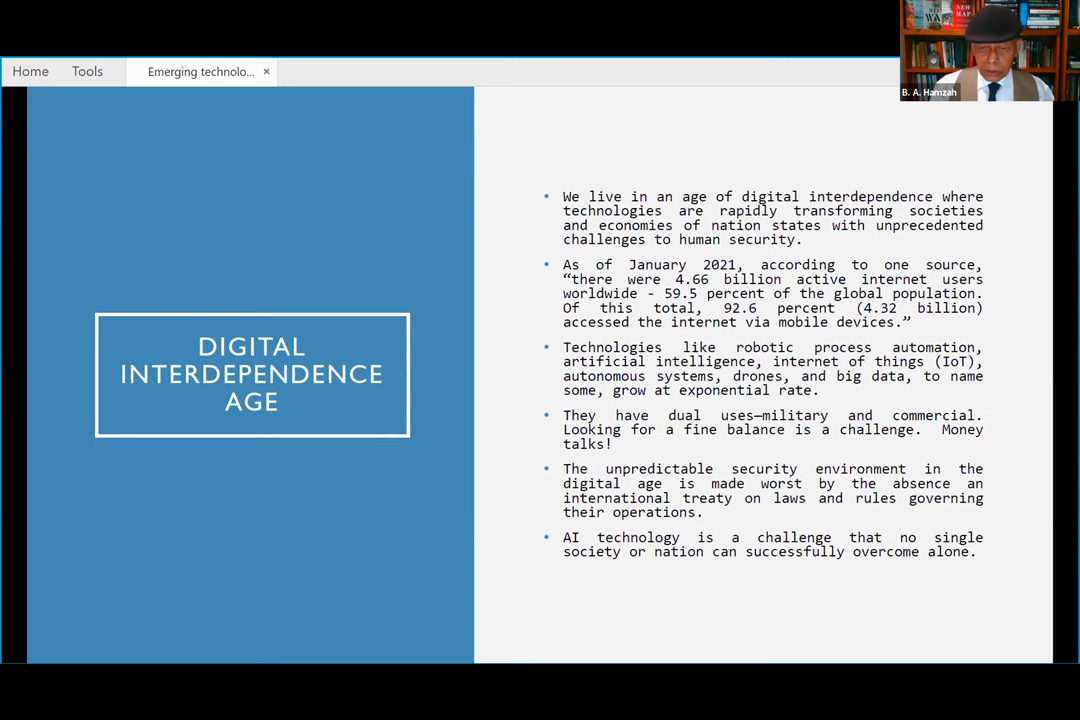 Home Tools Emerging technolo... ×
NEW
MAP
B. A. Hamzah
DIGITAL
INTERDEPENDENCE
AGE
• We live in an age of digital interdependence where
technologies are rapidly transforming societies
and economies of nation states with unprecedented
challenges to human security.
• As of January 2021, according to one source,
“there were 4.66 billion active internet users
worldwide - 59.5 percent of the global population.
Of this total, 92.6 percent (4.32 billion)
accessed the internet via mobile devices.”
• Technologies like robotic process automation,
artificial intelligence, internet of things (IoT),
autonomous systems, drones, and big data, to name
some, grow at exponential rate.
• They have dual uses—military and commercial.
Looking for a fine balance is a challenge. Money
talks!
• The unpredictable security environment in the
digital age is made worst by the absence an
international treaty on laws and rules governing
their operations.
• AI technology is a challenge that no single
society or nation can successfully overcome alone.